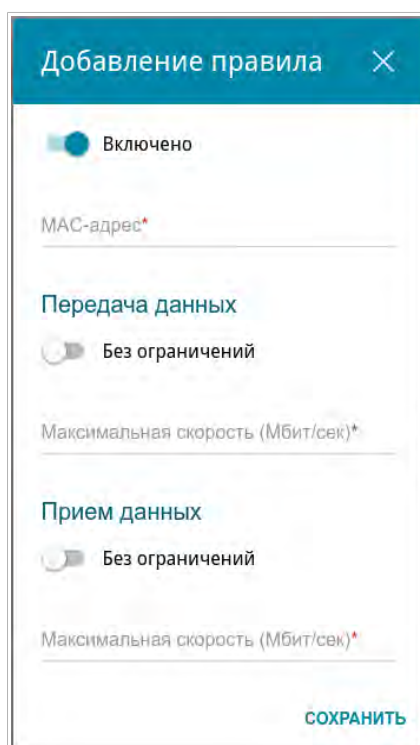 Добавление правила
Включено
MAC-адрес*
Передача данных
Без ограничений
Максимальная скорость (Мбит/сек)*
Прием данных
Без ограничений
Максимальная скорость (Мбит/сек)*
СОХРАНИТЬ